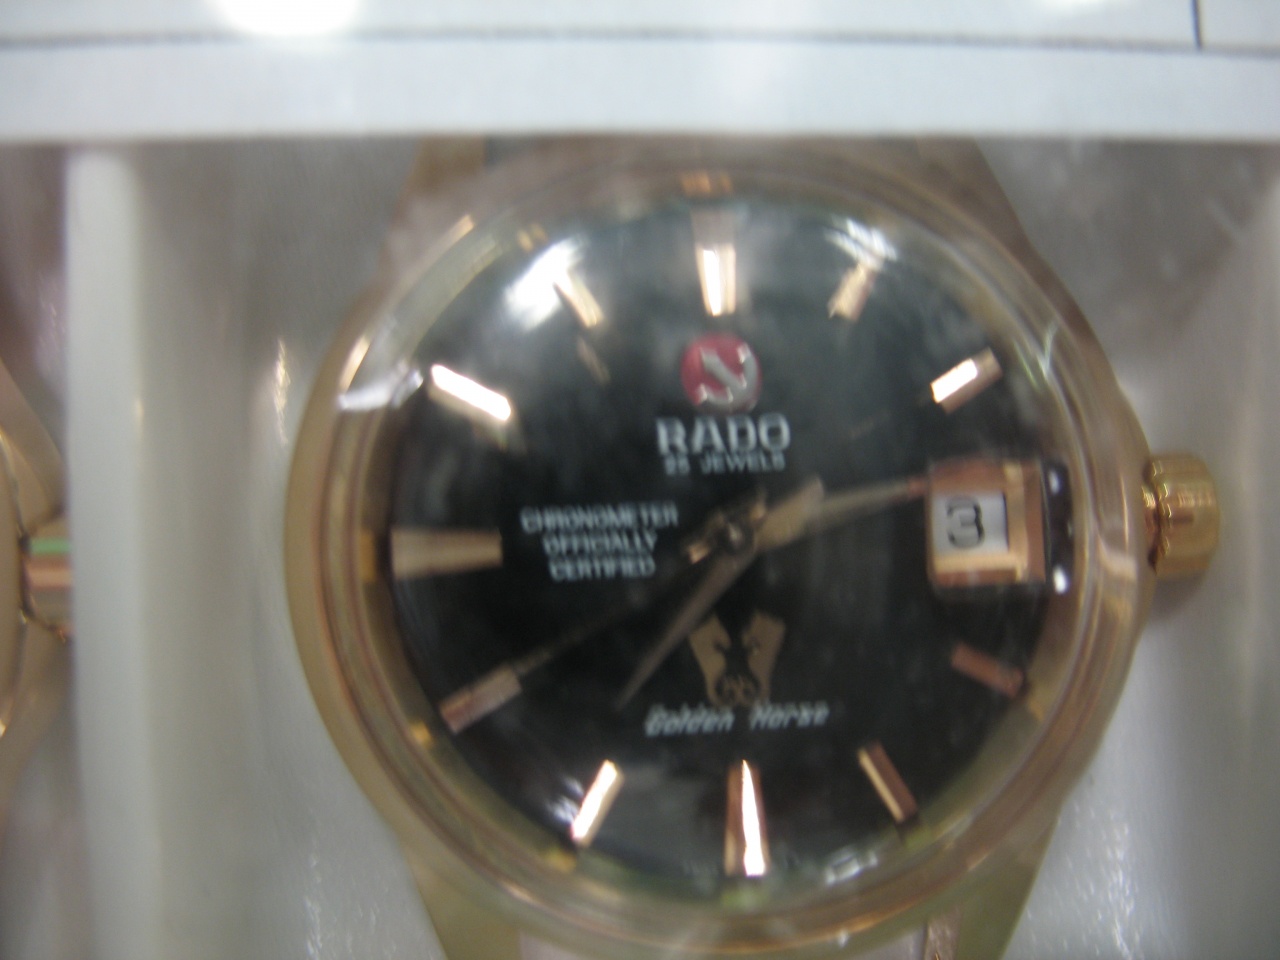 RADO
25 JEWELS
CHRONOMETER
OFFICIALLY
CERTIFIED
3
Golden Horse